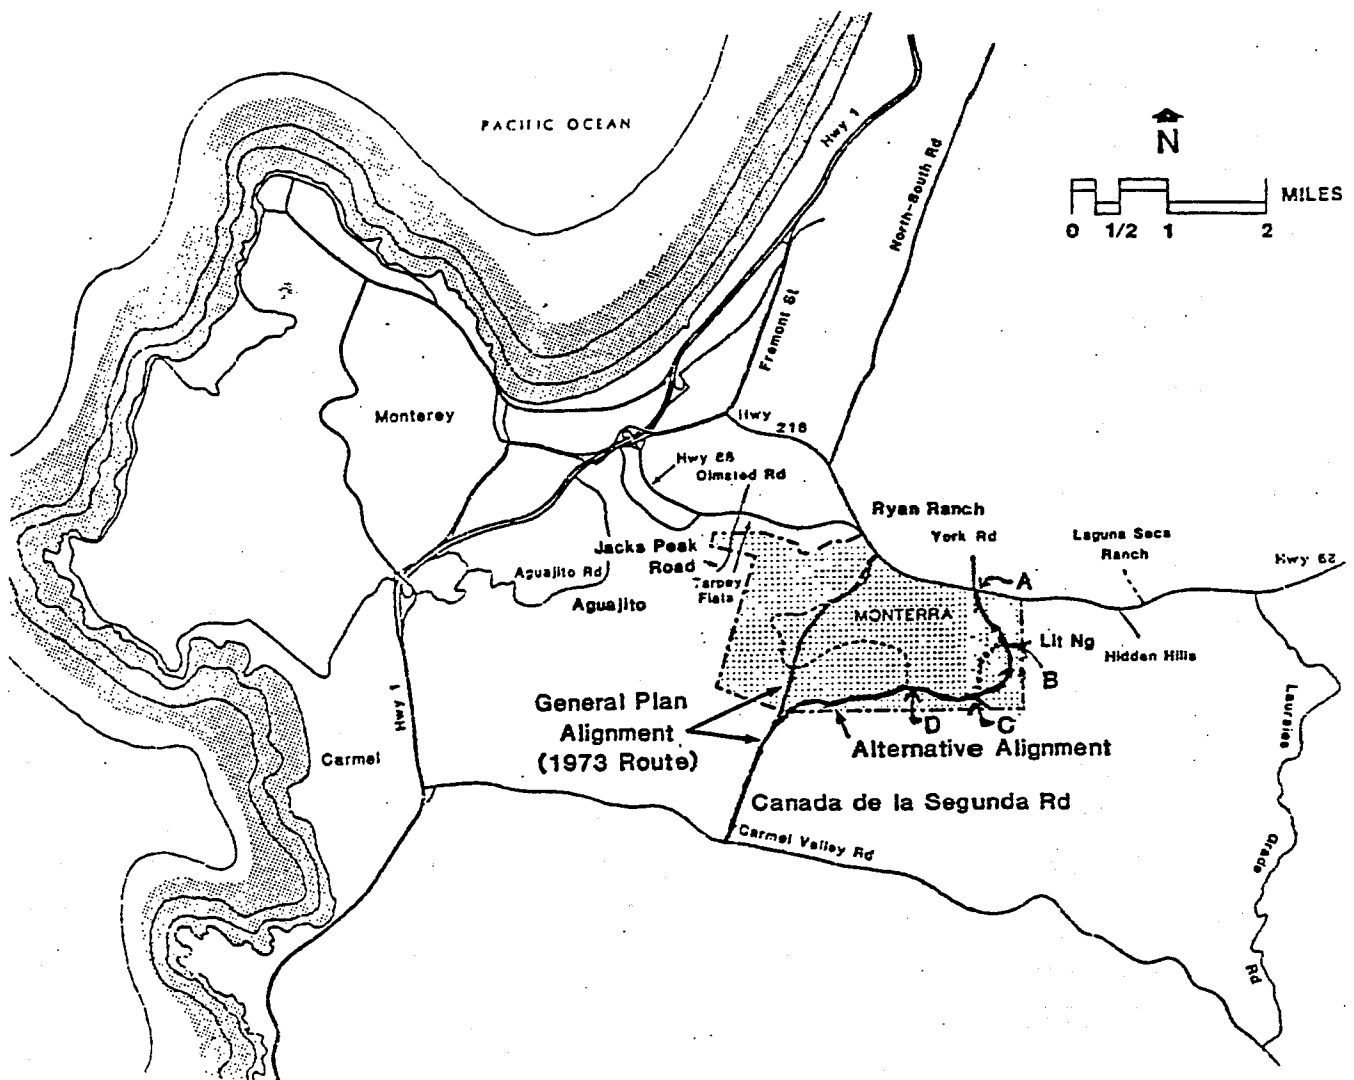 PACIFIC OCEAN
Hwy 1
North-South Rd
N
MILES
0 1/2 1 2
Fremont St
Monterey
Hwy
218
Hwy 68
Olmsted Rd
Ryan Ranch
York Rd
Laguna Seca
Ranch
Hwy 62
Jacks Peak
Road
Aguajito Rd
Aguajito
Tarpey
Flats
A
MONTERRA
Lit Ng
Hidden Hills
B
General Plan
Alignment
(1973 Route)
D
C
Alternative Alignment
Hwy 1
Carmel
Canada de la Segunda Rd
Carmel Valley Rd
Laureles
Grade
Rd